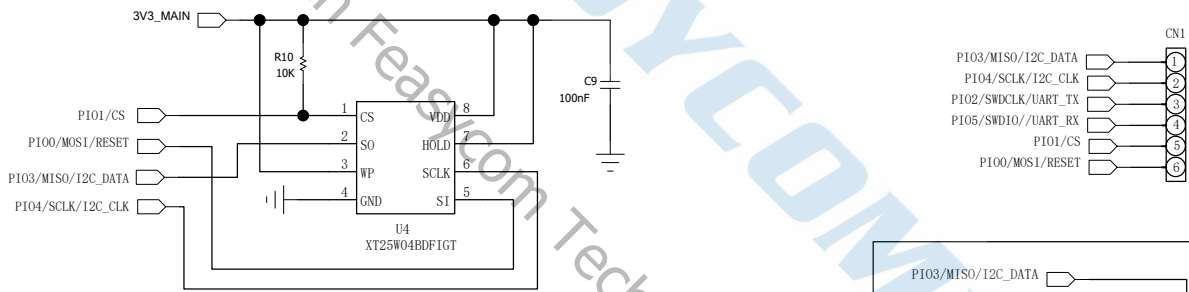 3V3_MAIN
R10
10K
C9
100nF
PIO1/CS
PIO0/MOSI/RESET
PIO3/MISO/I2C_DATA
PIO4/SCLK/I2C_CLK
1
CS
2
SO
3
WP
4
GND
VDD
8
HOLD
7
SCLK
6
SI
5
U4
XT25W04BDFIGT
CN1
PIO3/MISO/I2C_DATA
1
PIO4/SCLK/I2C_CLK
2
PIO2/SWDCLK/UART_TX
3
PIO5/SWDIO//UART_RX
4
PIO1/CS
5
PIO0/MOSI/RESET
6
PIO3/MISO/I2C_DATA
Feasycom Tech